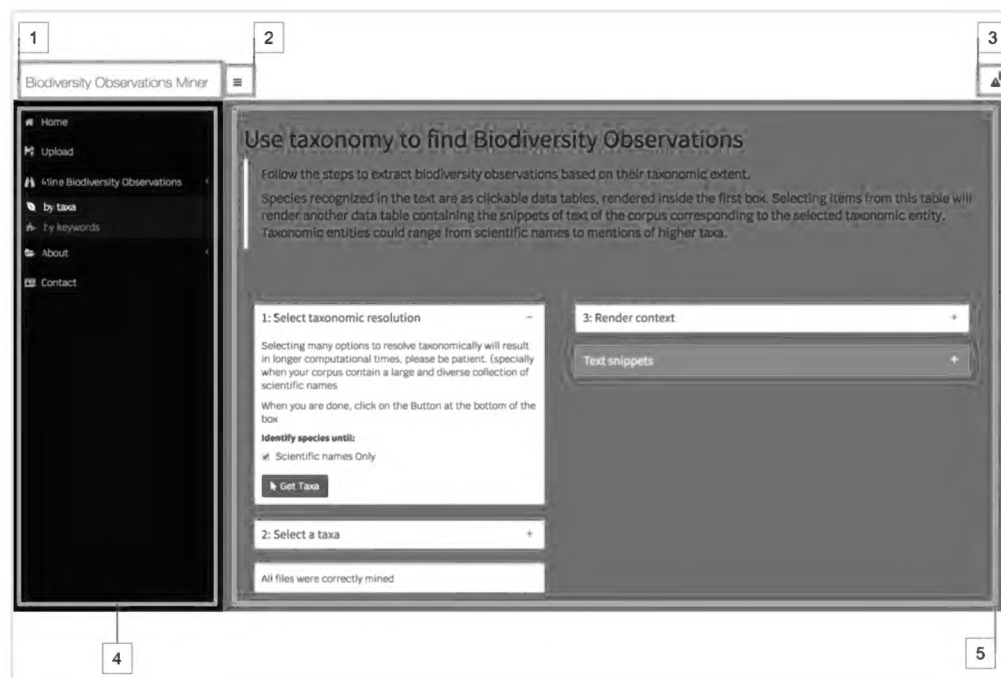 1
2
3
Biodiversity Observations Miner
Home
Upload
Mine Biodiversity Observations
by taxa
by keywords
About
Contact
Use taxonomy to find Biodiversity Observations
Follow the steps to extract biodiversity observations based on their taxonomic extent.
Species recognized in the text are as clickable data tables, rendered inside the first box. Selecting items from this table will
render another data table containing the snippets of text of the corpus corresponding to the selected taxonomic entity.
Taxonomic entities could range from scientific names to mentions of higher taxa.
1: Select taxonomic resolution −
Selecting many options to resolve taxonomically will result
in longer computational times, please be patient. (specially
when your corpus contain a large and diverse collection of
scientific names
When you are done, click on the Button at the bottom of the
box
Identify species until:
Scientific names Only
Get Taxa
2: Select a taxa +
All files were correctly mined
3: Render context +
Text snippets +
4
5